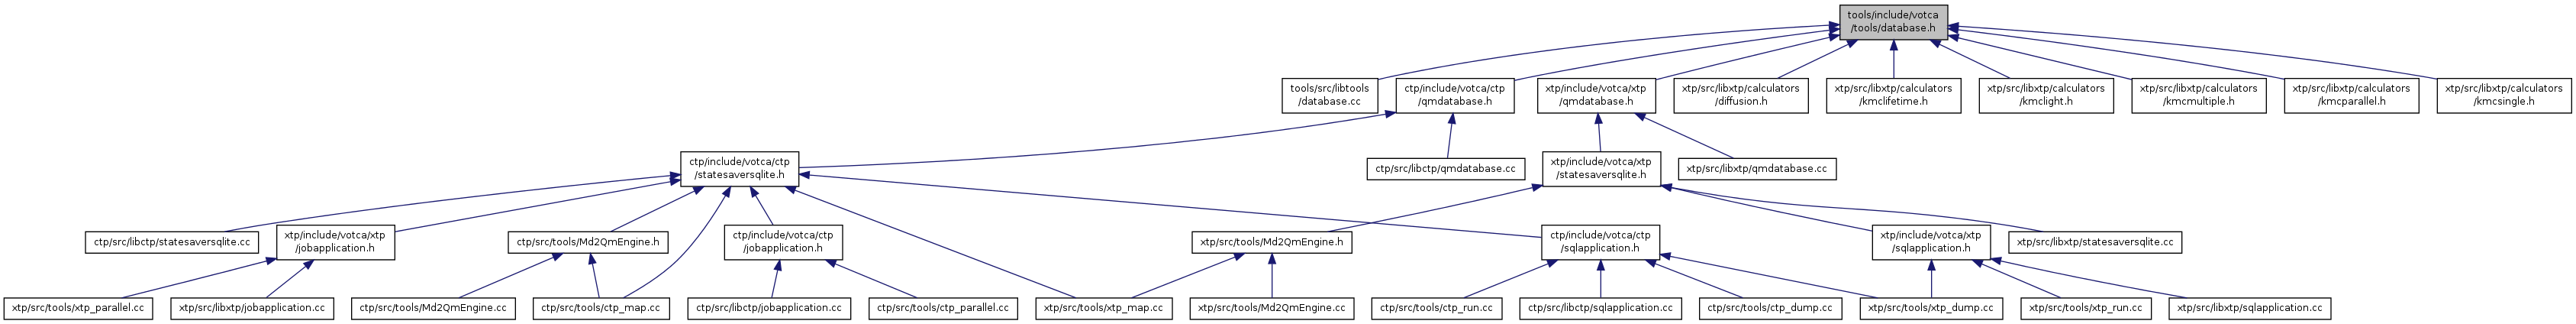 tools/include/votca
/tools/database.h
tools/src/libtools
/database.cc
ctp/include/votca/ctp
/qmdatabase.h
xtp/include/votca/xtp
/qmdatabase.h
xtp/src/libxtp/calculators
/diffusion.h
xtp/src/libxtp/calculators
/kmclifetime.h
xtp/src/libxtp/calculators
/kmclight.h
xtp/src/libxtp/calculators
/kmcmultiple.h
xtp/src/libxtp/calculators
/kmcparallel.h
xtp/src/libxtp/calculators
/kmcsingle.h
ctp/include/votca/ctp
/statesaversqlite.h
ctp/src/libctp/qmdatabase.cc
xtp/include/votca/xtp
/statesaversqlite.h
xtp/src/libxtp/qmdatabase.cc
ctp/src/libctp/statesaversqlite.cc
xtp/include/votca/xtp
/jobapplication.h
ctp/src/tools/Md2QmEngine.h
ctp/include/votca/ctp
/jobapplication.h
xtp/src/tools/Md2QmEngine.h
ctp/include/votca/ctp
/sqlapplication.h
xtp/include/votca/xtp
/sqlapplication.h
xtp/src/libxtp/statesaversqlite.cc
xtp/src/tools/xtp_parallel.cc
xtp/src/libxtp/jobapplication.cc
ctp/src/tools/Md2QmEngine.cc
ctp/src/tools/ctp_map.cc
ctp/src/libctp/jobapplication.cc
ctp/src/tools/ctp_parallel.cc
xtp/src/tools/xtp_map.cc
xtp/src/tools/Md2QmEngine.cc
ctp/src/tools/ctp_run.cc
ctp/src/libctp/sqlapplication.cc
ctp/src/tools/ctp_dump.cc
xtp/src/tools/xtp_dump.cc
xtp/src/tools/xtp_run.cc
xtp/src/libxtp/sqlapplication.cc